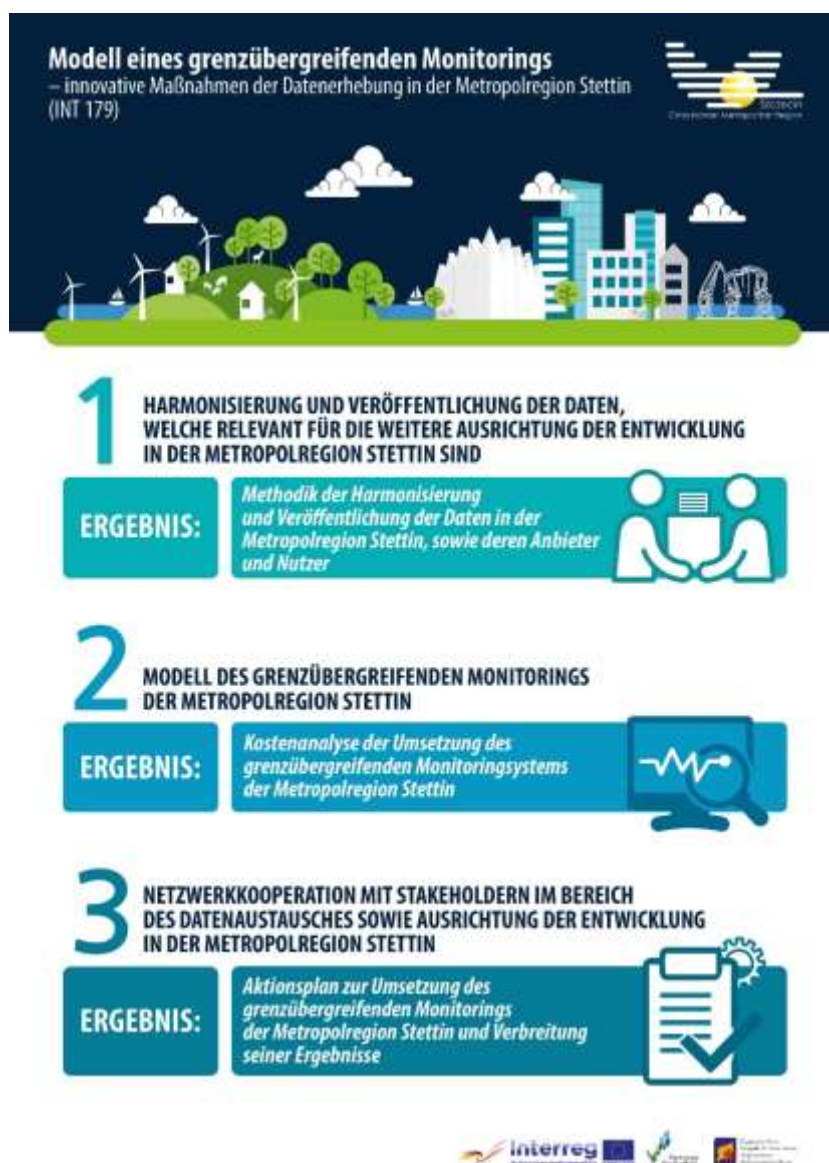 Modell eines grenzübergreifenden Monitorings
– innovative Maßnahmen der Datenerhebung in der Metropolregion Stettin
(INT 179)
Szczecin
1
HARMONISIERUNG UND VERÖFFENTLICHUNG DER DATEN,
WELCHE RELEVANT FÜR DIE WEITERE AUSRICHTUNG DER ENTWICKLUNG
IN DER METROPOLREGION STETTIN SIND
ERGEBNIS:
Methodik der Harmonisierung
und Veröffentlichung der Daten in der
Metropolregion Stettin, sowie deren Anbieter
und Nutzer
2
MODELL DES GRENZÜBERGREIFENDEN MONITORINGS
DER METROPOLREGION STETTIN
ERGEBNIS:
Kostenanalyse der Umsetzung des
grenzübergreifenden Monitoringsystems
der Metropolregion Stettin
3
NETZWERKKOOPERATION MIT STAKEHOLDERN IM BEREICH
DES DATENAUSTAUSCHES SOWIE AUSRICHTUNG DER ENTWICKLUNG
IN DER METROPOLREGION STETTIN
ERGEBNIS:
Aktionsplan zur Umsetzung des
grenzübergreifenden Monitorings
der Metropolregion Stettin und Verbreitung
seiner Ergebnisse
Interreg